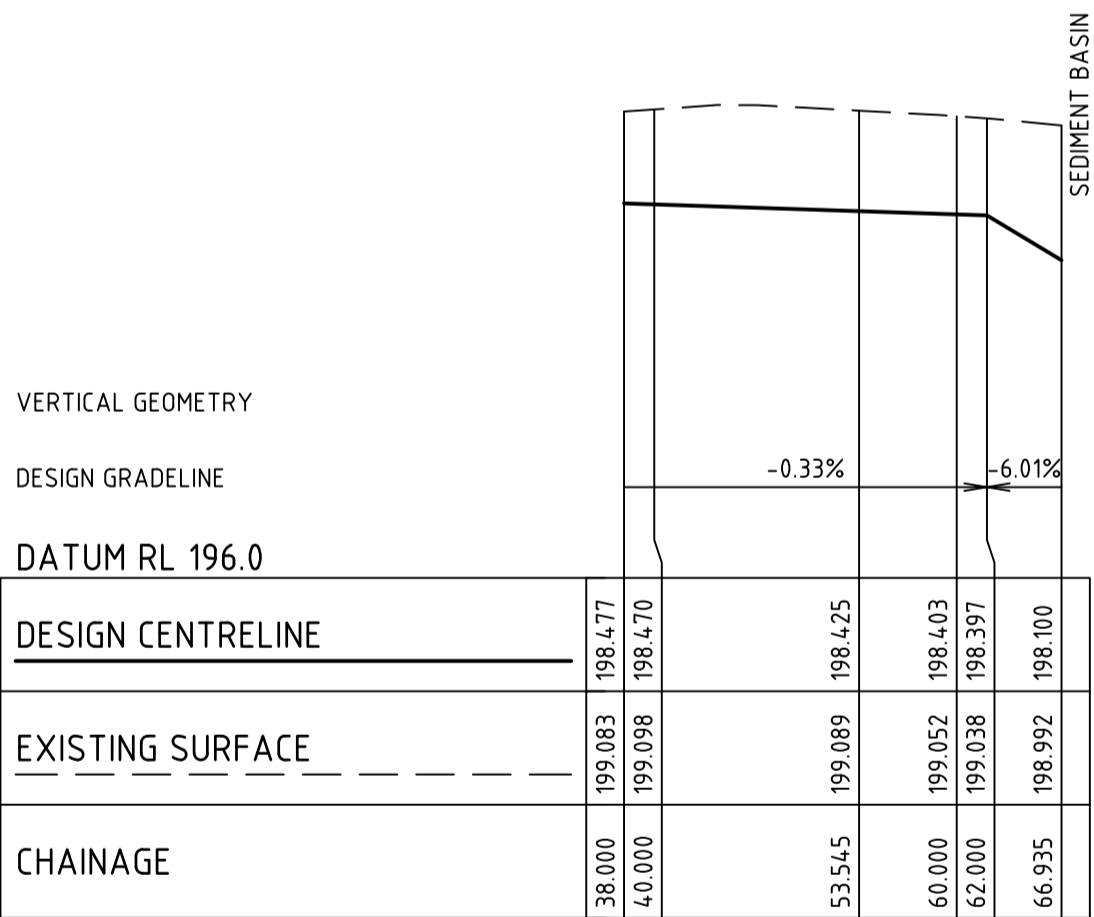 SEDIMENT BASIN
VERTICAL GEOMETRY
DESIGN GRADELINE
-0.33% -6.01%
DATUM RL 196.0
DESIGN CENTRELINE 198.477 198.470 198.425 198.403 198.397 198.100
EXISTING SURFACE 199.083 199.098 199.089 199.052 199.038 198.992
CHAINAGE 38.000 40.000 53.545 60.000 62.000 66.935